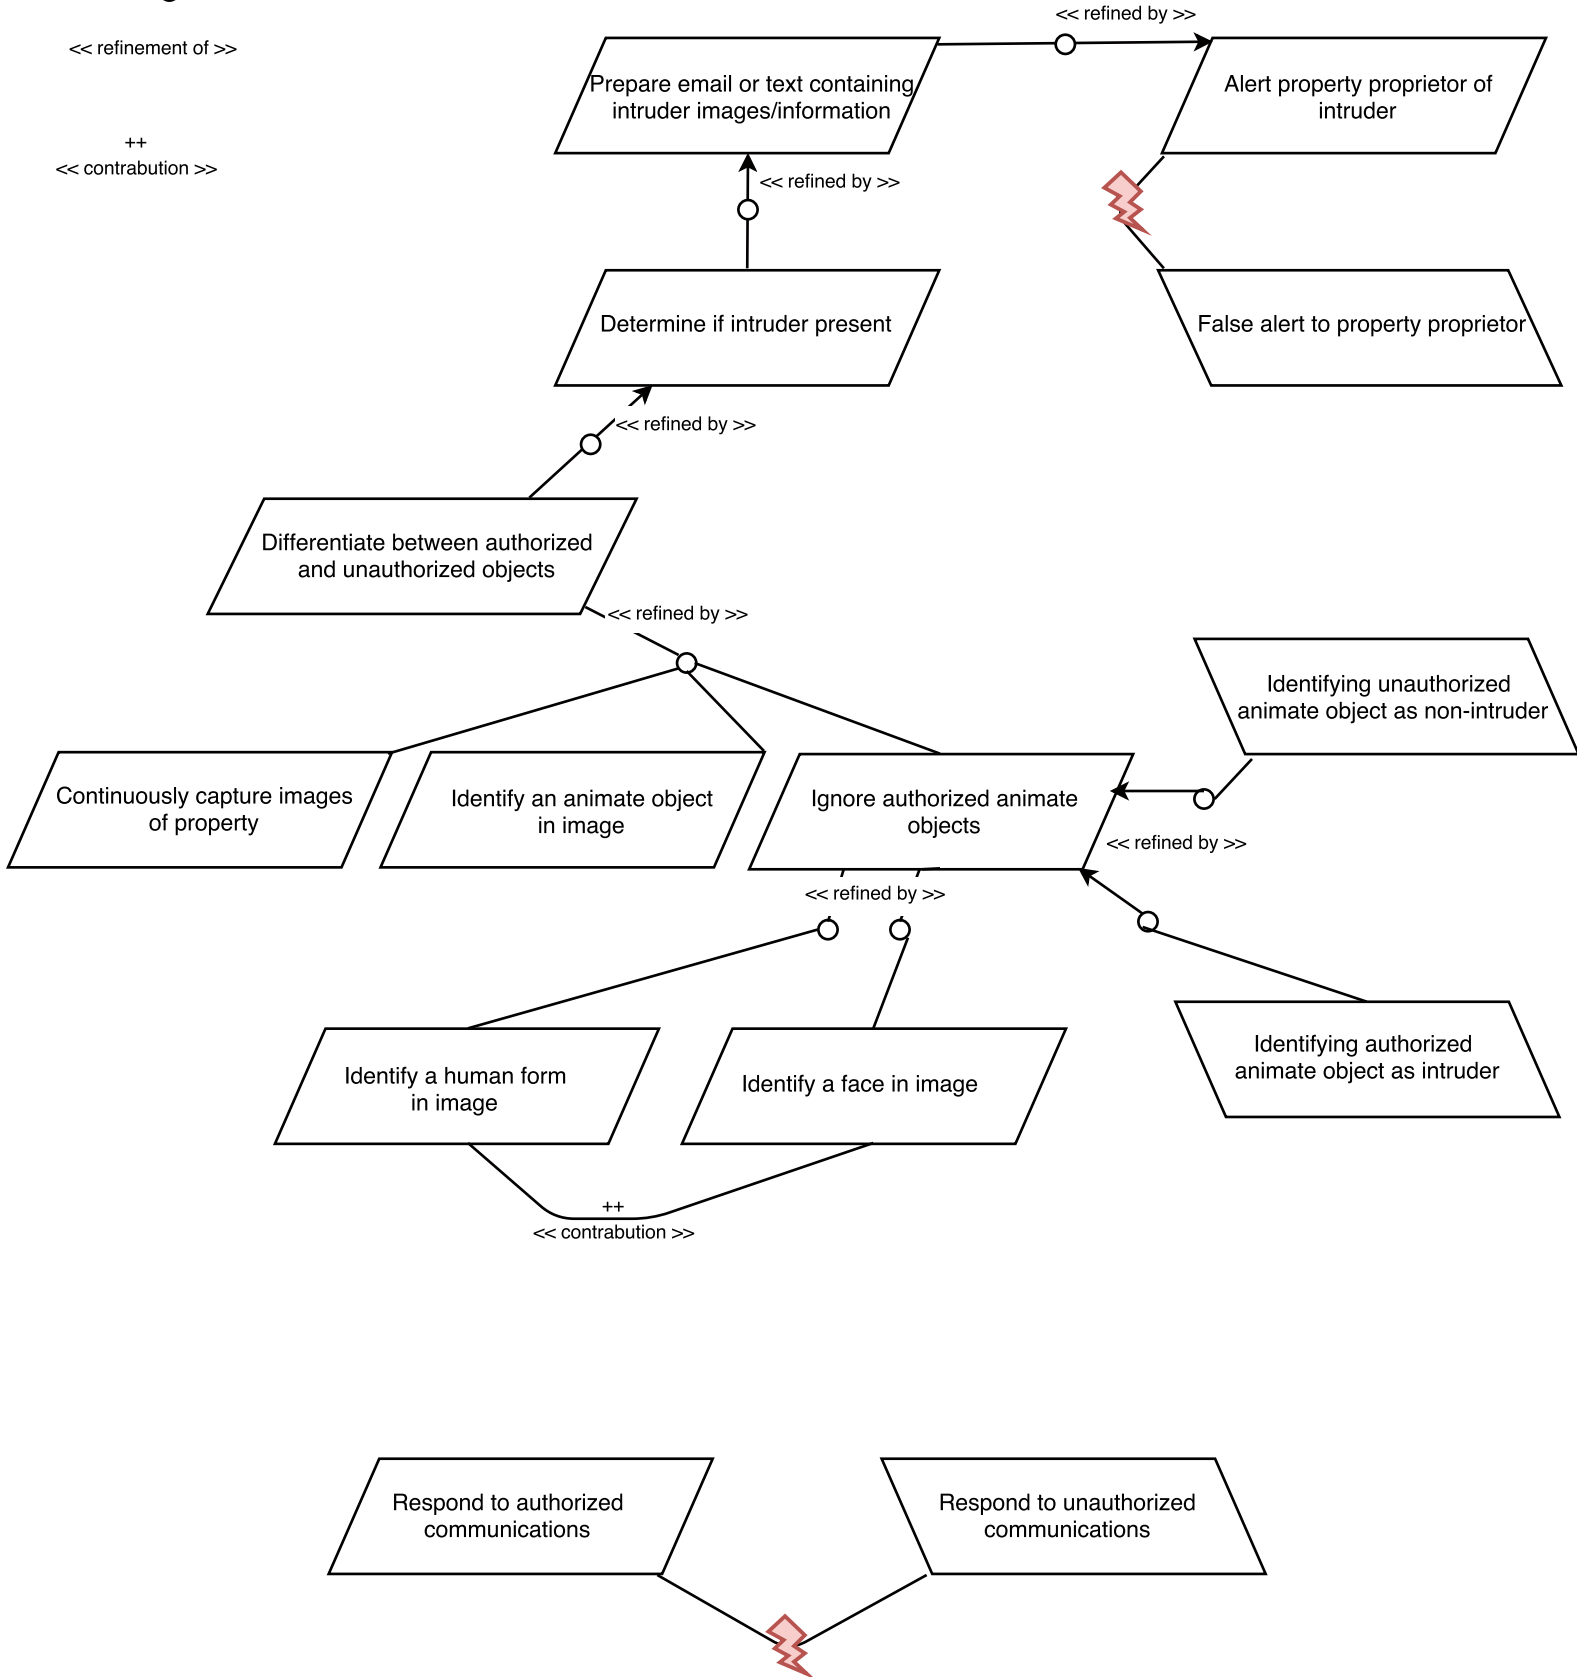 << refined by >>
<< refinement of >>
Prepare email or text containing
intruder images/information
Alert property proprietor of
intruder
++
<< contrabution >>
<< refined by >>
Determine if intruder present
False alert to property proprietor
<< refined by >>
Differentiate between authorized
and unauthorized objects
<< refined by >>
Identifying unauthorized
animate object as non-intruder
Continuously capture images
of property
Identify an animate object
in image
Ignore authorized animate
objects
<< refined by >>
<< refined by >>
Identifying authorized
animate object as intruder
Identify a human form
in image
Identify a face in image
++
<< contrabution >>
Respond to authorized
communications
Respond to unauthorized
communications